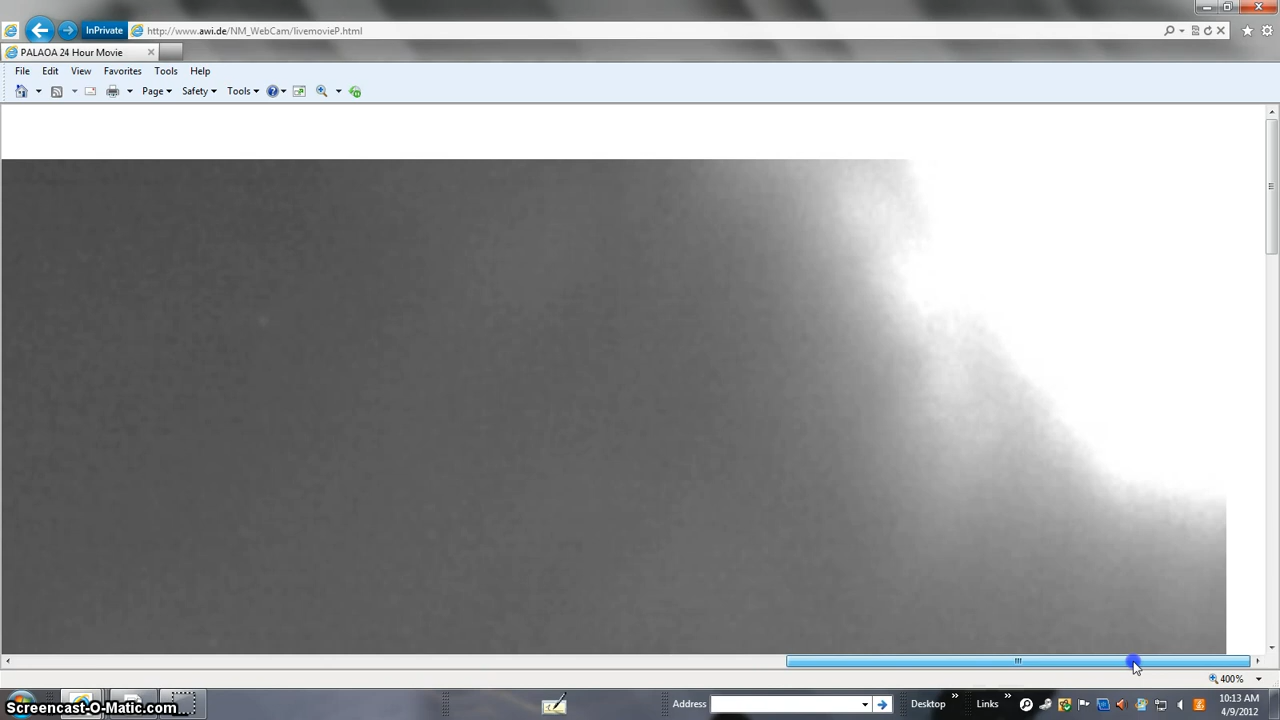 InPrivate
http://www.awi.de/NM_WebCam/livemovieP.html
PALAOA 24 Hour Movie
File Edit View Favorites Tools Help
Page Safety Tools
400%
Address
Desktop
Links
10:13 AM
4/9/2012
Screencast-O-Matic.com